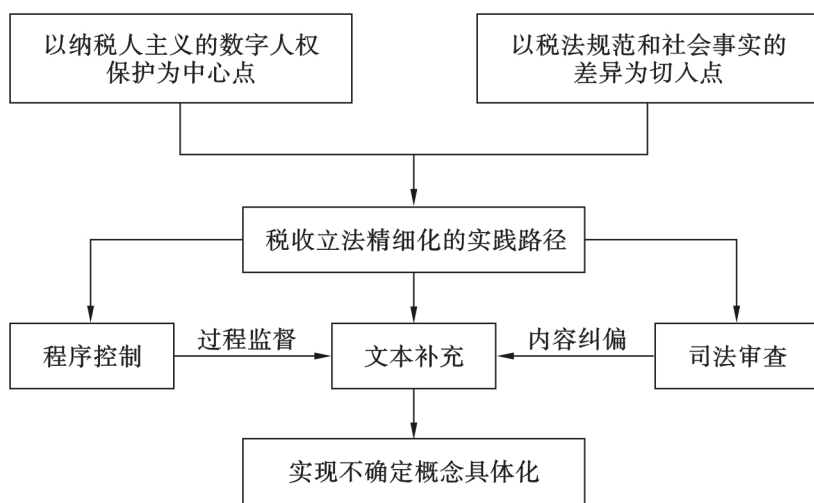 以纳税人主义的数字人权
保护为中心点
以税法规范和社会事实的
差异为切入点
税收立法精细化的实践路径
程序控制
过程监督
文本补充
内容纠偏
司法审查
实现不确定概念具体化